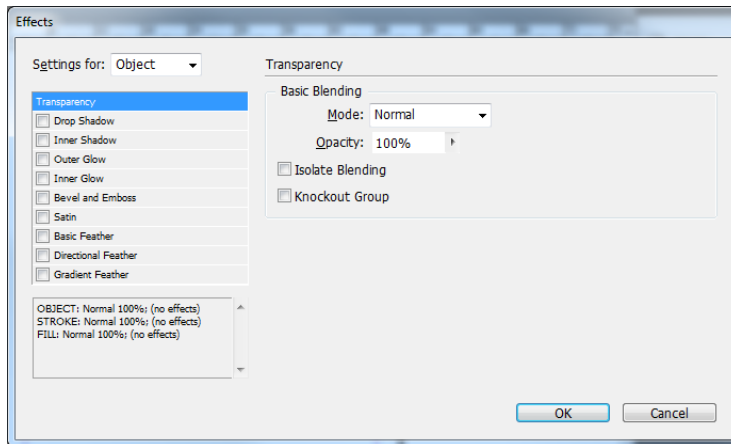 Effects
Settings for: Object
Transparency
Drop Shadow
Inner Shadow
Outer Glow
Inner Glow
Bevel and Emboss
Satin
Basic Feather
Directional Feather
Gradient Feather
OBJECT: Normal 100%; (no effects)
STROKE: Normal 100%; (no effects)
FILL: Normal 100%; (no effects)
Transparency
Basic Blending
Mode: Normal
Opacity: 100%
Isolate Blending
Knockout Group
OK
Cancel